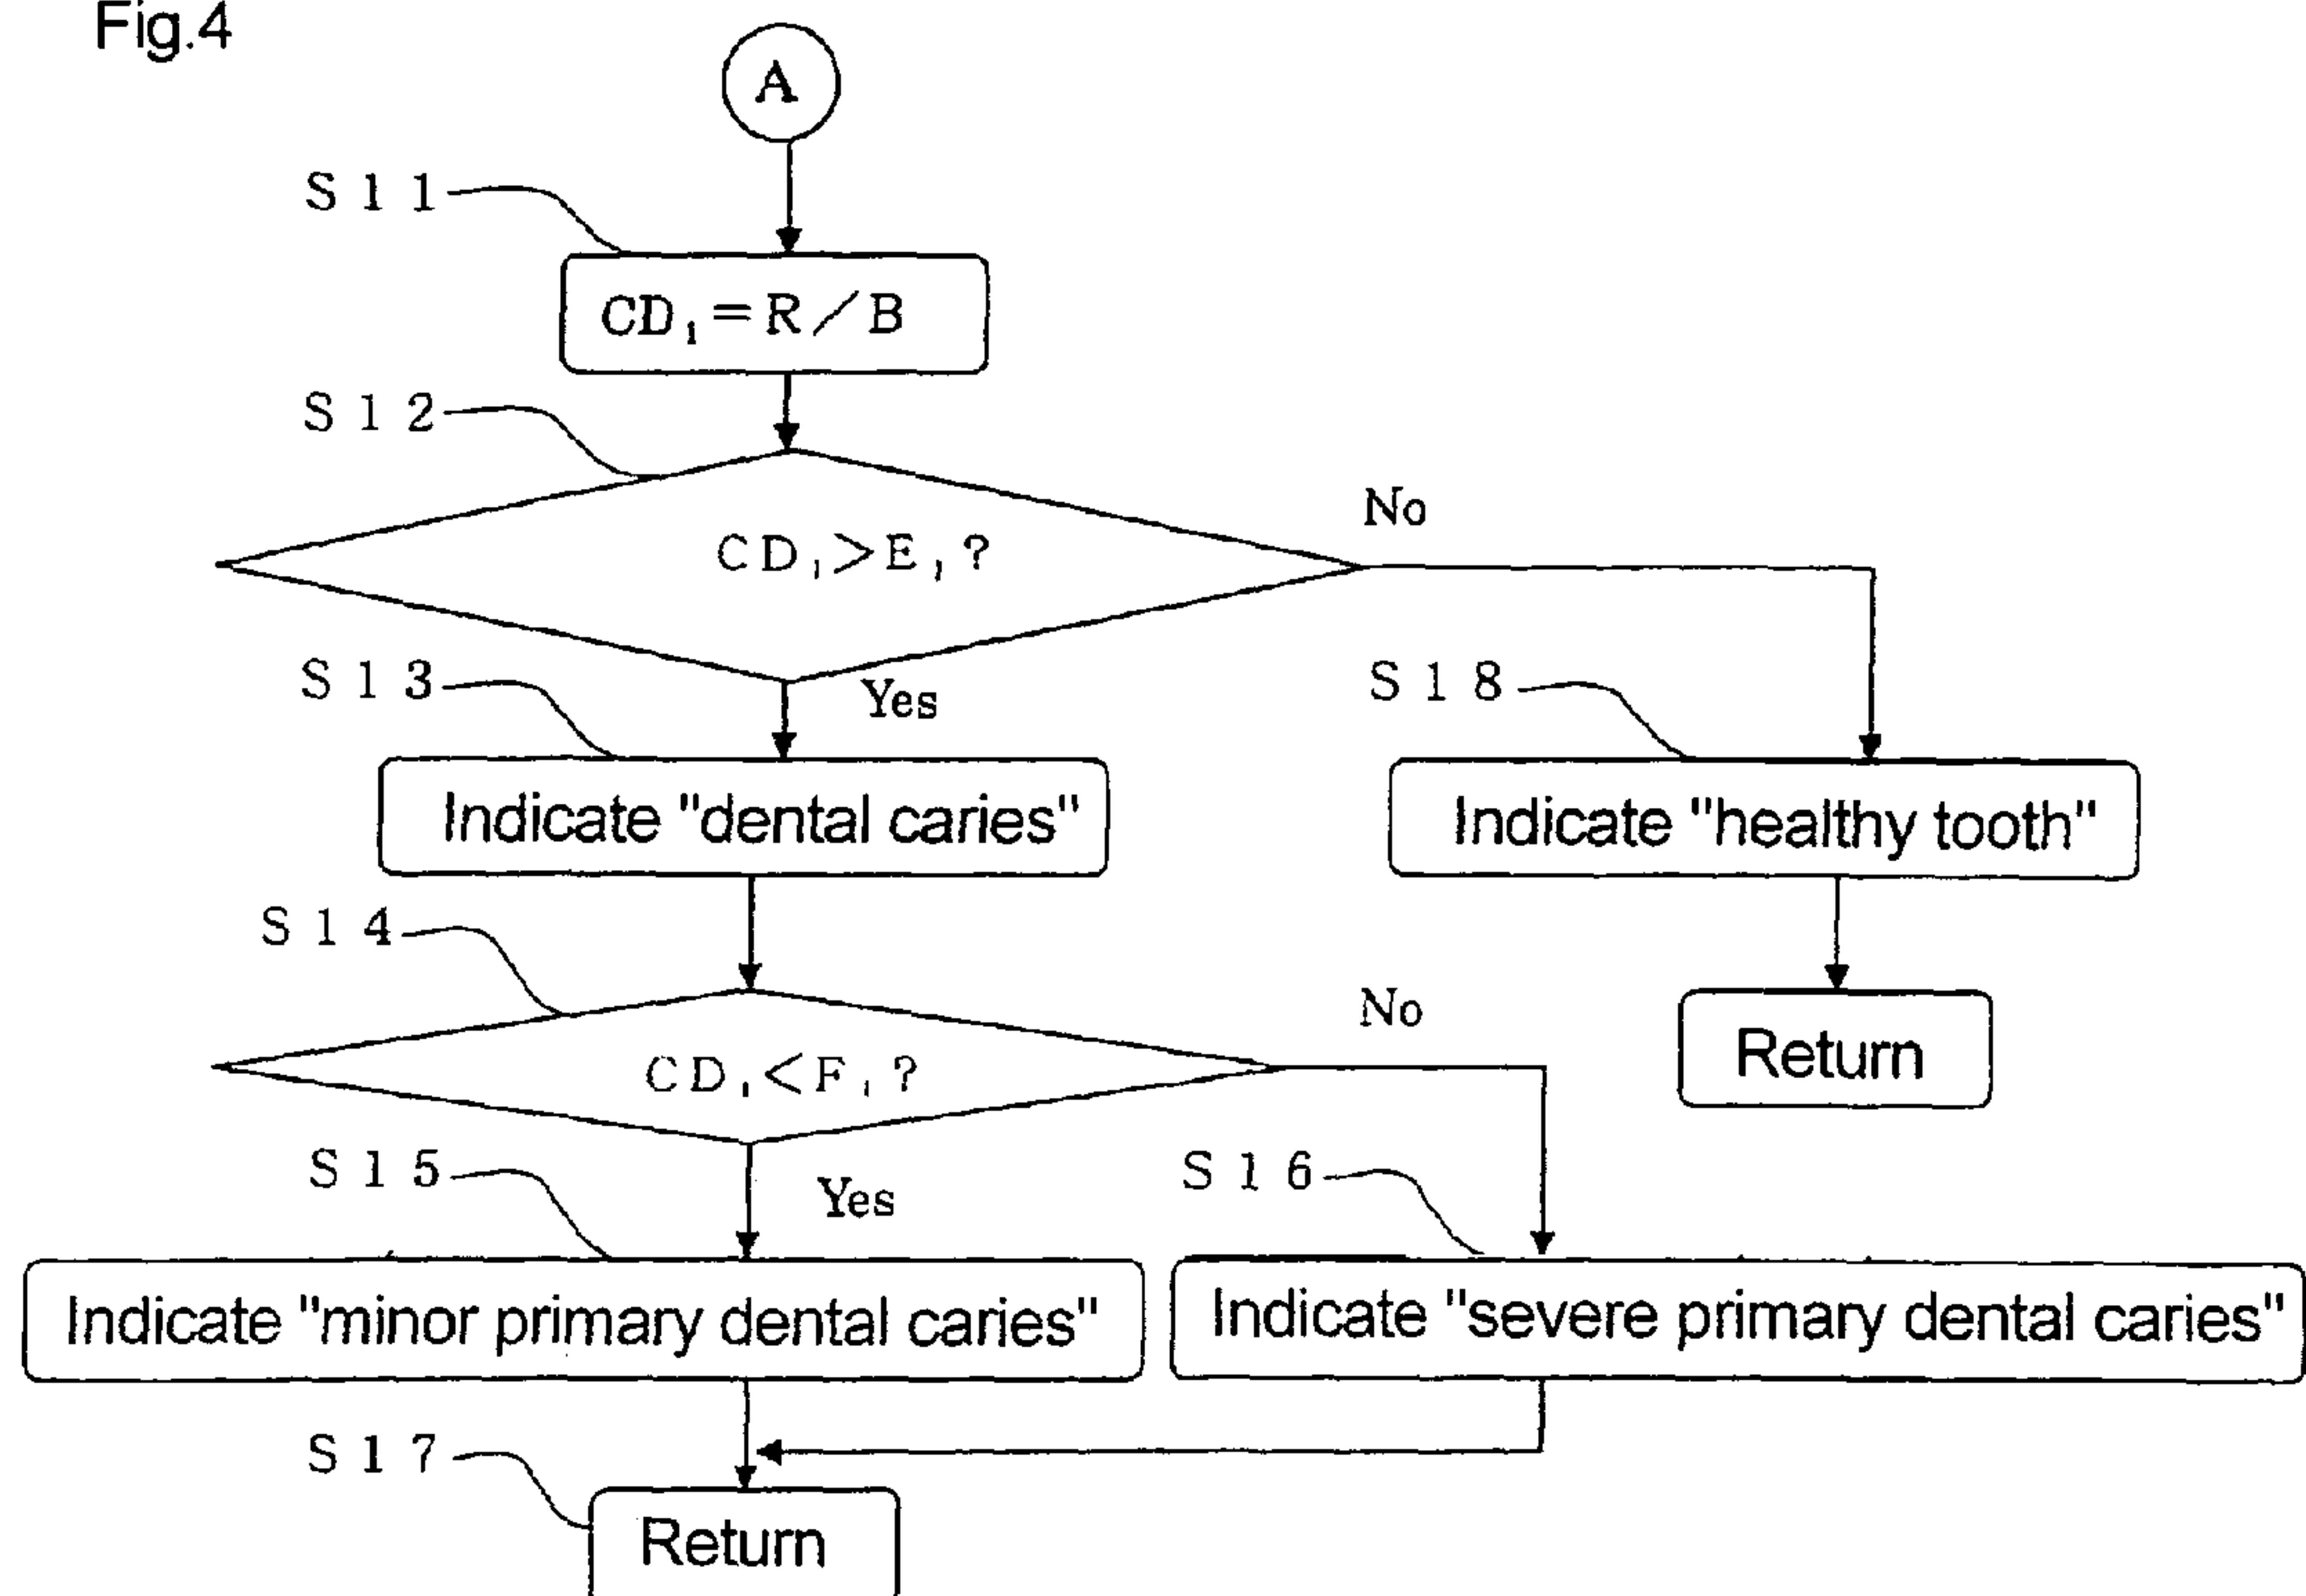 Fig.4
A
S11
CD₁=R/B
S12
CD₁>E₁?
No
S13
Yes
S18
Indicate "dental caries"
Indicate "healthy tooth"
S14
No
CD₁<F₁?
Return
S15
Yes
S16
Indicate "minor primary dental caries"
Indicate "severe primary dental caries"
S17
Return